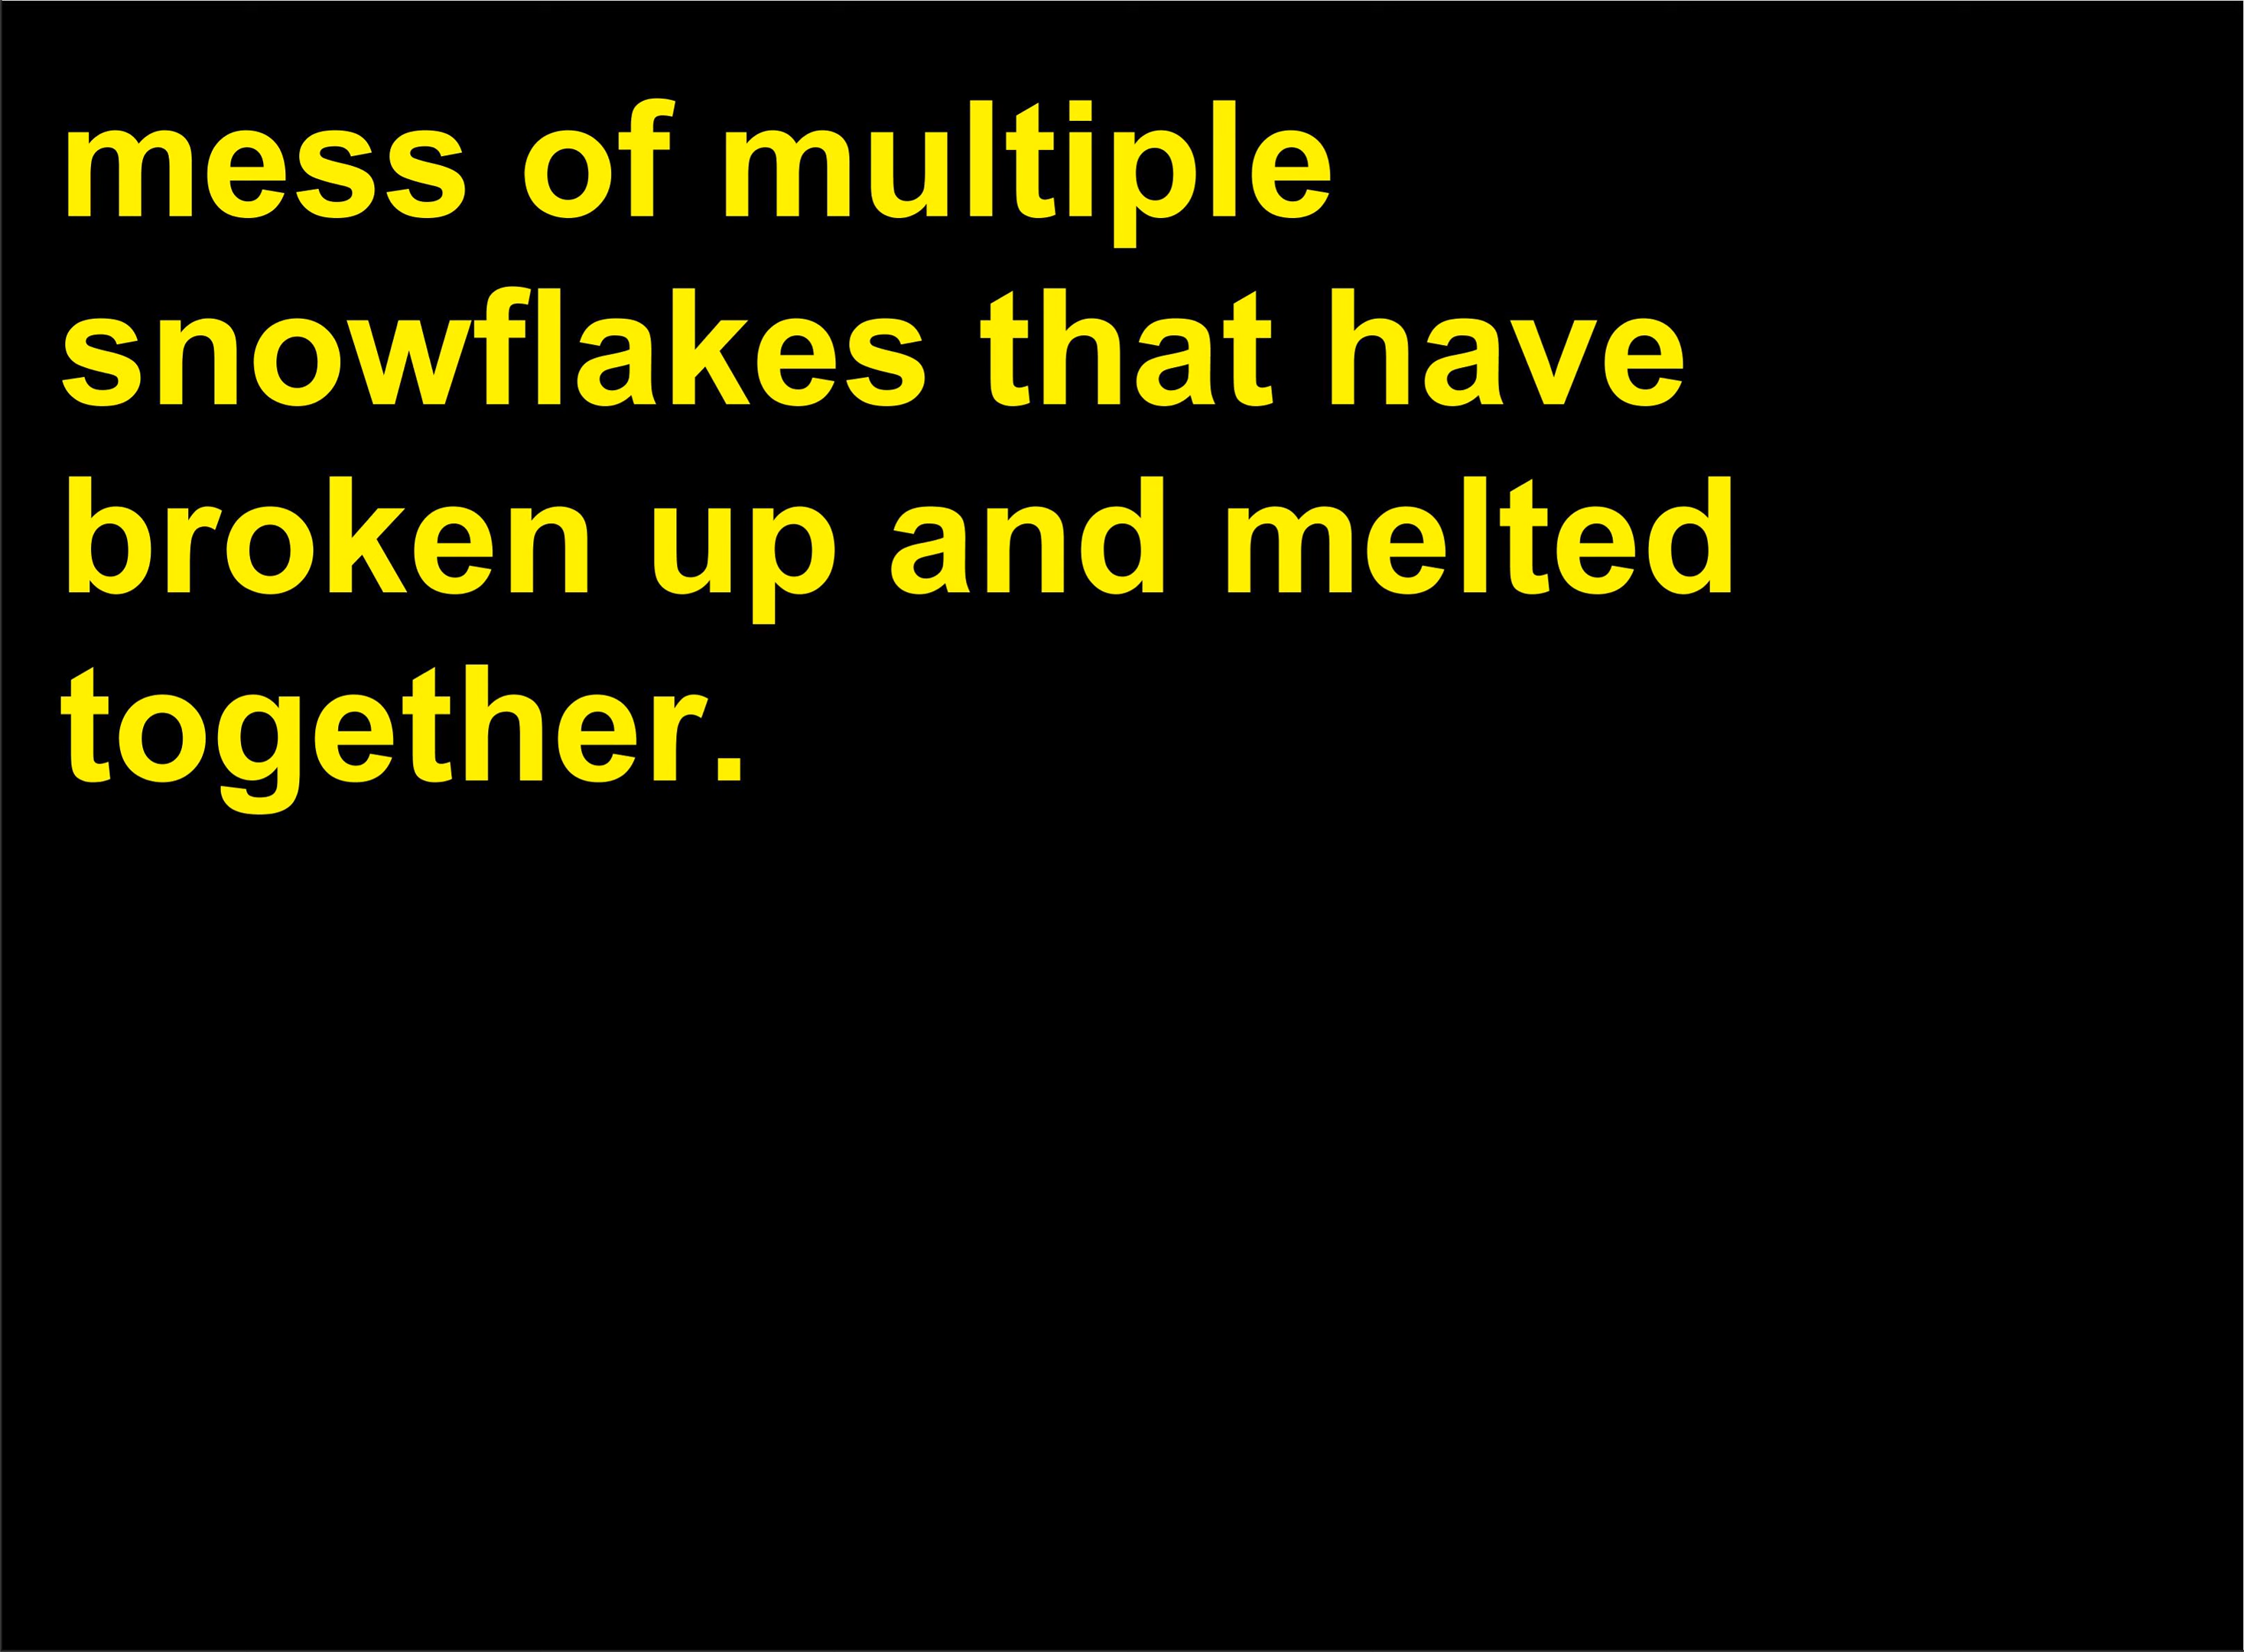 mess of multiple
snowflakes that have
broken up and melted
together.